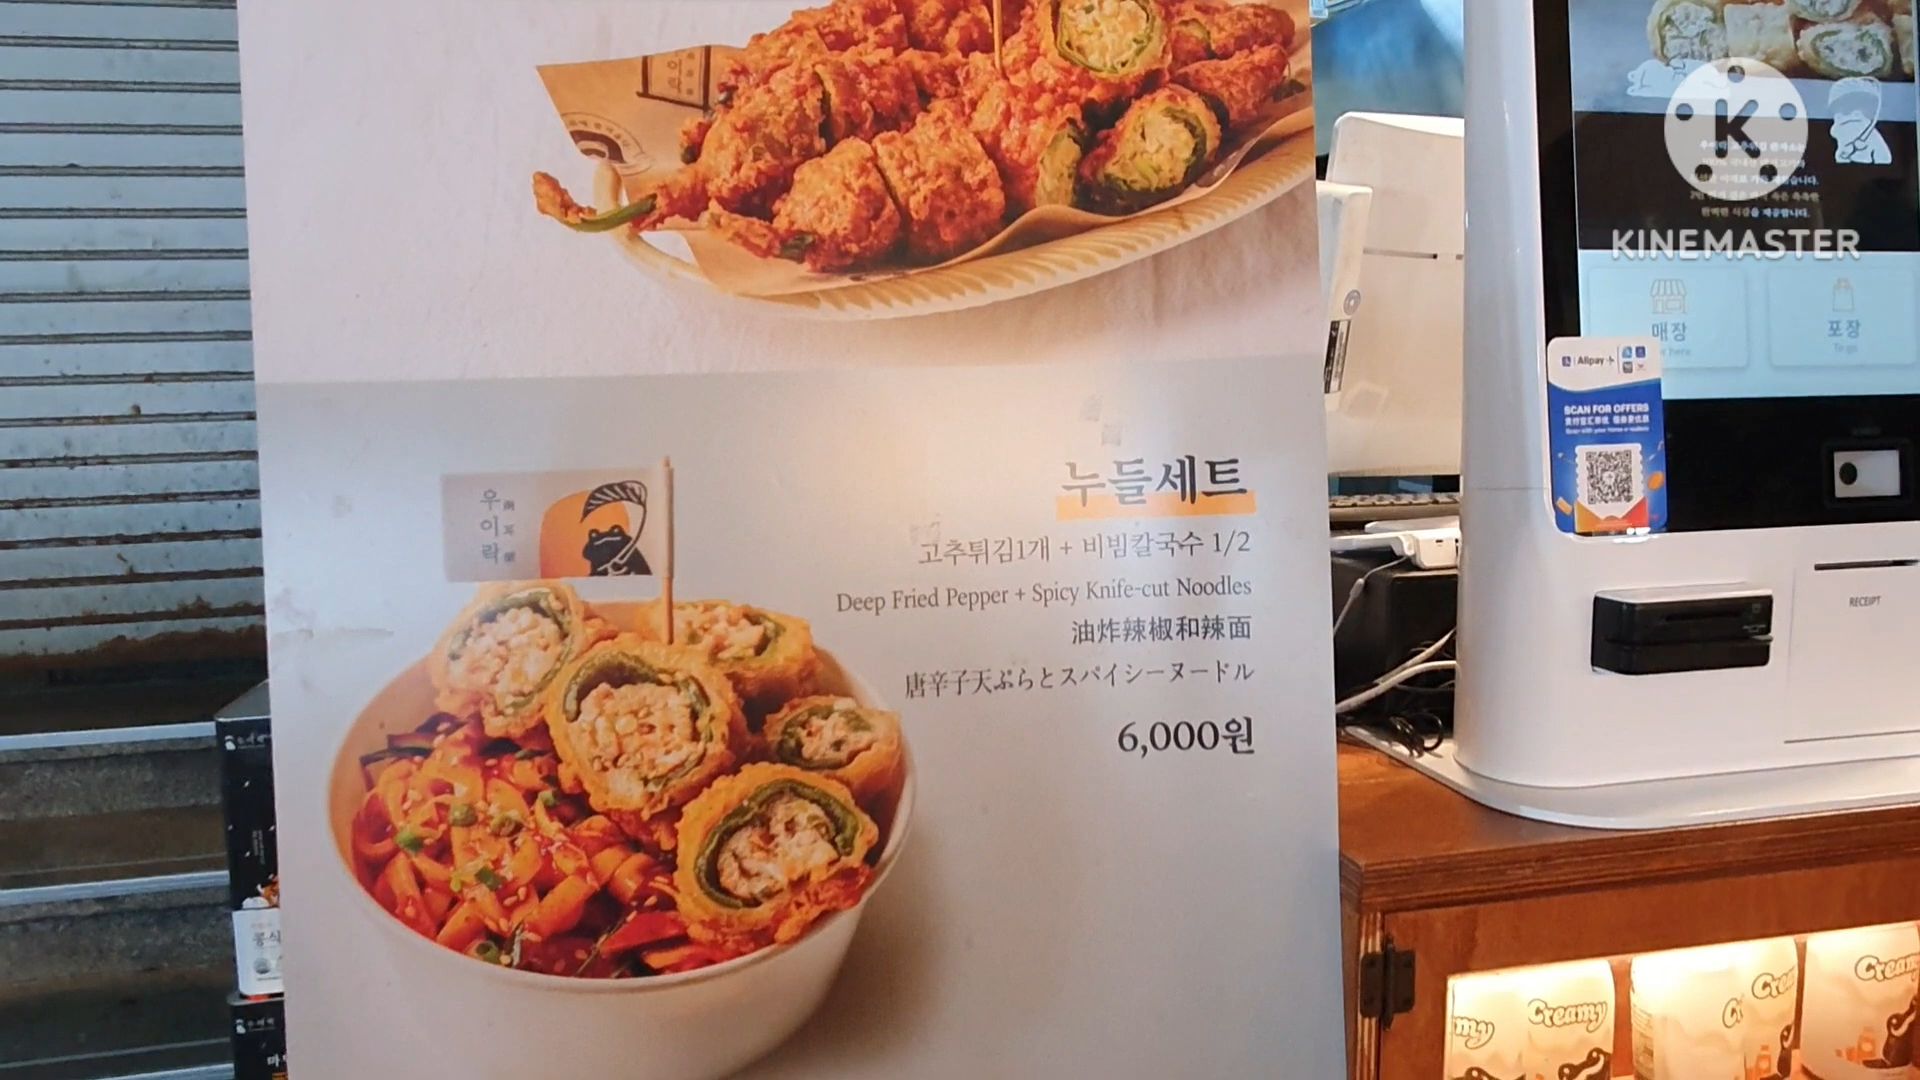 누들세트
고추튀김1개 + 비빔칼국수 1/2
Deep Fried Pepper + Spicy Knife-cut Noodles
油炸辣椒和辣面
唐辛子天ぷらとスパイシーヌードル
6,000원
우이락
KINEMASTER
매장
포장
To go
Alipay+
SCAN FOR OFFERS
RECEIPT
Creamy